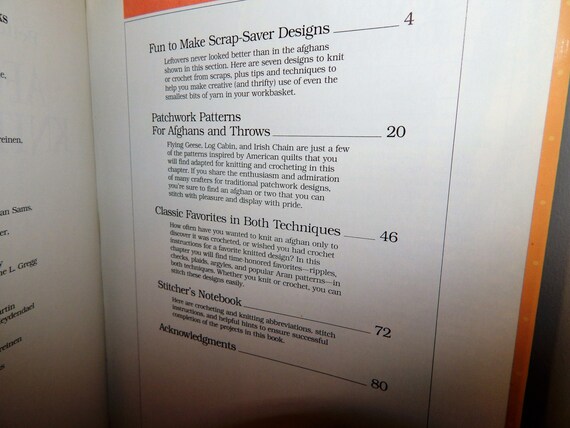 ks
einen,
an Sams.
er,
y
ne L. Gregg
artin
eydendael
reinen
s
Fun to Make Scrap-Saver Designs 4
Leftovers never looked better than in the afghans
shown in this section. Here are seven designs to knit
or crochet from scraps, plus tips and techniques to
help you make creative (and thrifty) use of even the
smallest bits of yarn in your workbasket.
Patchwork Patterns
For Afghans and Throws 20
Flying Geese, Log Cabin, and Irish Chain are just a few
of the patterns inspired by American quilts that you
will find adapted for knitting and crocheting in this
chapter. If you share the enthusiasm and admiration
of many crafters for traditional patchwork designs,
you're sure to find an afghan or two that you can
stitch with pleasure and display with pride.
Classic Favorites in Both Techniques 46
How often have you wanted to knit an afghan only to
discover it was crocheted, or wished you had crochet
instructions for a favorite knitted design? In this
chapter you will find time-honored favorites—ripples,
checks, plaids, argyles, and popular Aran patterns—in
both techniques. Whether you knit or crochet, you can
stitch these designs easily.
Stitcher's Notebook 72
Here are crocheting and knitting abbreviations, stitch
instructions, and helpful hints to ensure successful
completion of the projects in this book.
Acknowledgments 80